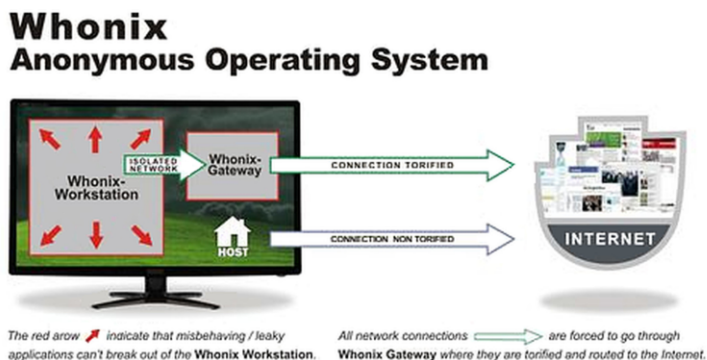 Whonix
Anonymous Operating System
ISOLATED
NETWORK
Whonix-
Gateway
CONNECTION TORIFIED
Whonix-
Workstation
CONNECTION NON TORIFIED
HOST
INTERNET
The red arow indicate that misbehaving / leaky
applications can't break out of the Whonix Workstation.
All network connections are forced to go through
Whonix Gateway where they are torified and routed to the Internet.